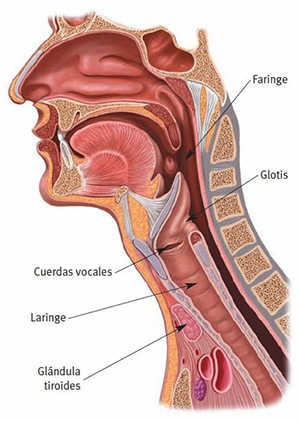 Faringe
Glotis
Cuerdas vocales
Laringe
Glándula
tiroides